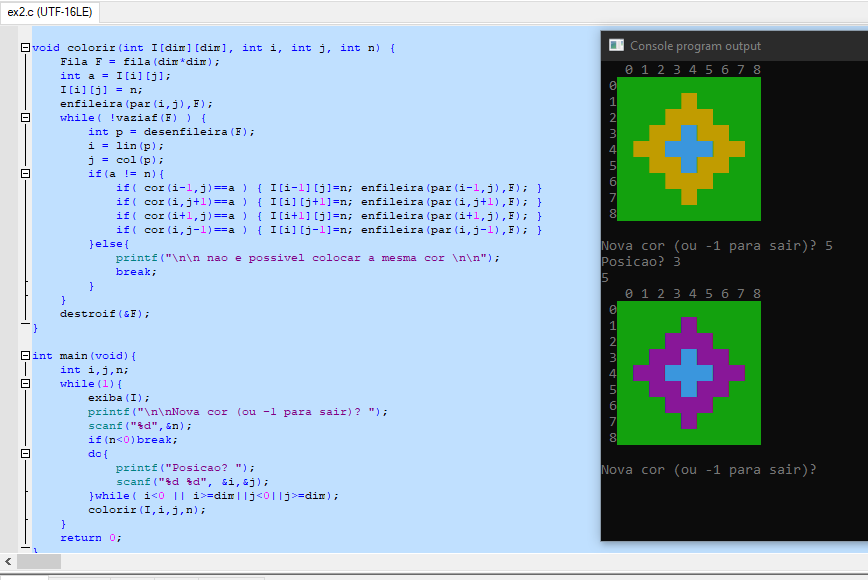 ex2.c (UTF-16LE)
void colorir(int I[dim][dim], int i, int j, int n) {
Fila F = fila(dim*dim);
int a = I[i][j];
I[i][j] = n;
enfileira(par(i,j),F);
while( !vaziaf(F) ) {
int p = desenfileira(F);
i = lin(p);
j = col(p);
if(a != n){
if( cor(i-1,j)==a ) { I[i-1][j]=n; enfileira(par(i-1,j),F); }
if( cor(i,j+1)==a ) { I[i][j+1]=n; enfileira(par(i,j+1),F); }
if( cor(i+1,j)==a ) { I[i+1][j]=n; enfileira(par(i+1,j),F); }
if( cor(i,j-1)==a ) { I[i][j-1]=n; enfileira(par(i,j-1),F); }
}else{
printf("\n\n nao e possivel colocar a mesma cor \n\n");
break;
}
}
destroif(&F);
}
int main(void){
int i,j,n;
while(1){
exiba(I);
printf("\n\nNova cor (ou -1 para sair)? ");
scanf("%d",&n);
if(n<0)break;
do{
printf("Posicao? ");
scanf("%d %d", &i,&j);
}while( i<0 || i>=dim||j<0||j>=dim);
colorir(I,i,j,n);
}
return 0;
}
Console program output
0 1 2 3 4 5 6 7 8
0
1
2
3
4
5
6
7
8
Nova cor (ou -1 para sair)? 5
Posicao? 3
5
0 1 2 3 4 5 6 7 8
0
1
2
3
4
5
6
7
8
Nova cor (ou -1 para sair)?